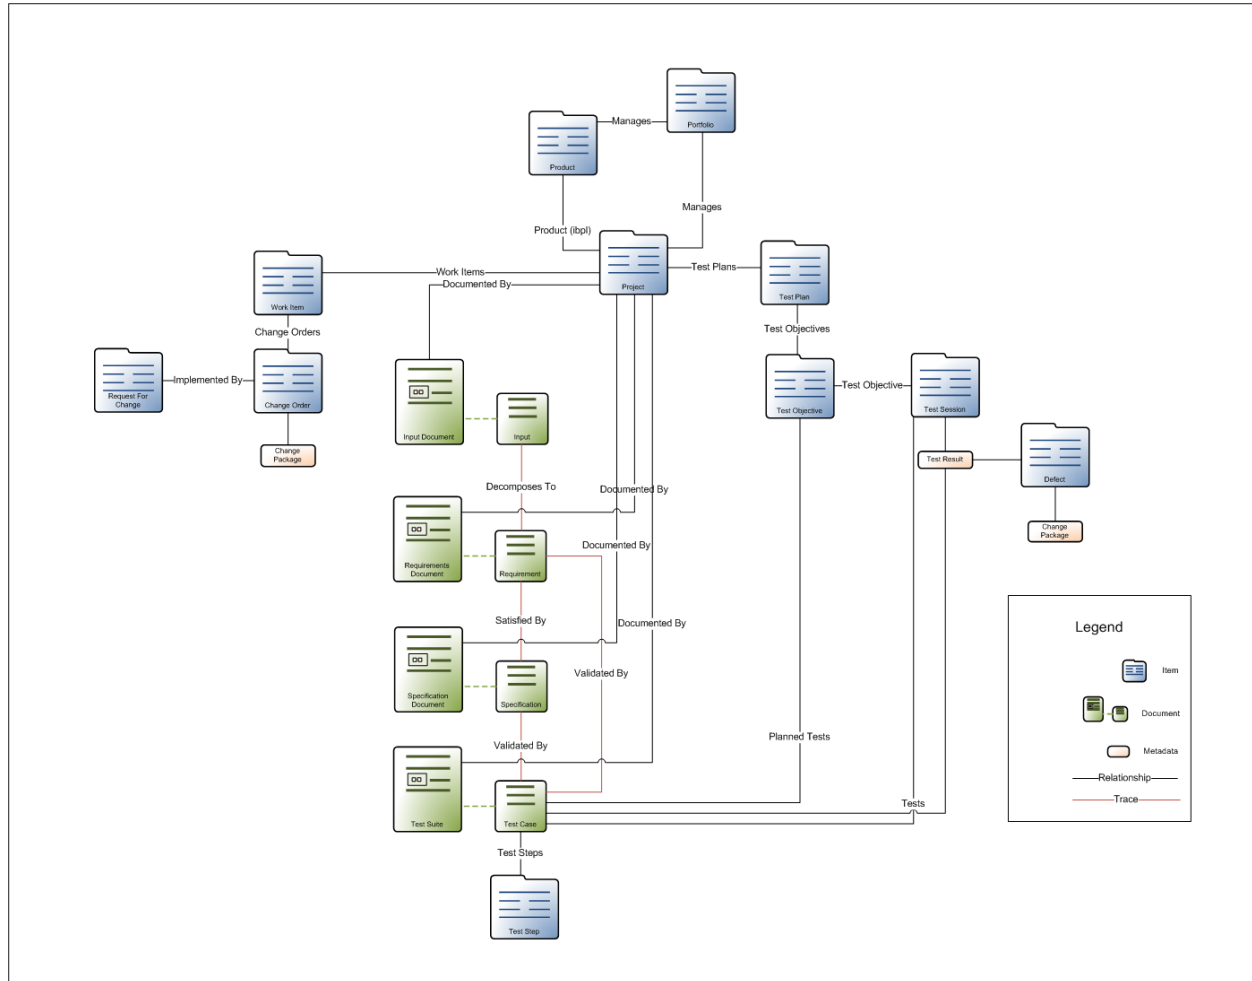 Portfolio
Manages
Product
Manages
Product (ibpl)
Project
Test Plans
Test Plan
Work Items
Documented By
Work Item
Change Orders
Test Objectives
Request For
Change
Implemented By
Change Order
Change
Package
Input Document
Input
Test Objective
Test Objective
Test Session
Test Result
Defect
Change
Package
Decomposes To
Documented By
Requirements
Document
Requirement
Documented By
Satisfied By
Documented By
Specification
Document
Specification
Validated By
Validated By
Planned Tests
Test Suite
Test Case
Tests
Test Steps
Test Step
Legend
Item
Document
Metadata
Relationship
Trace